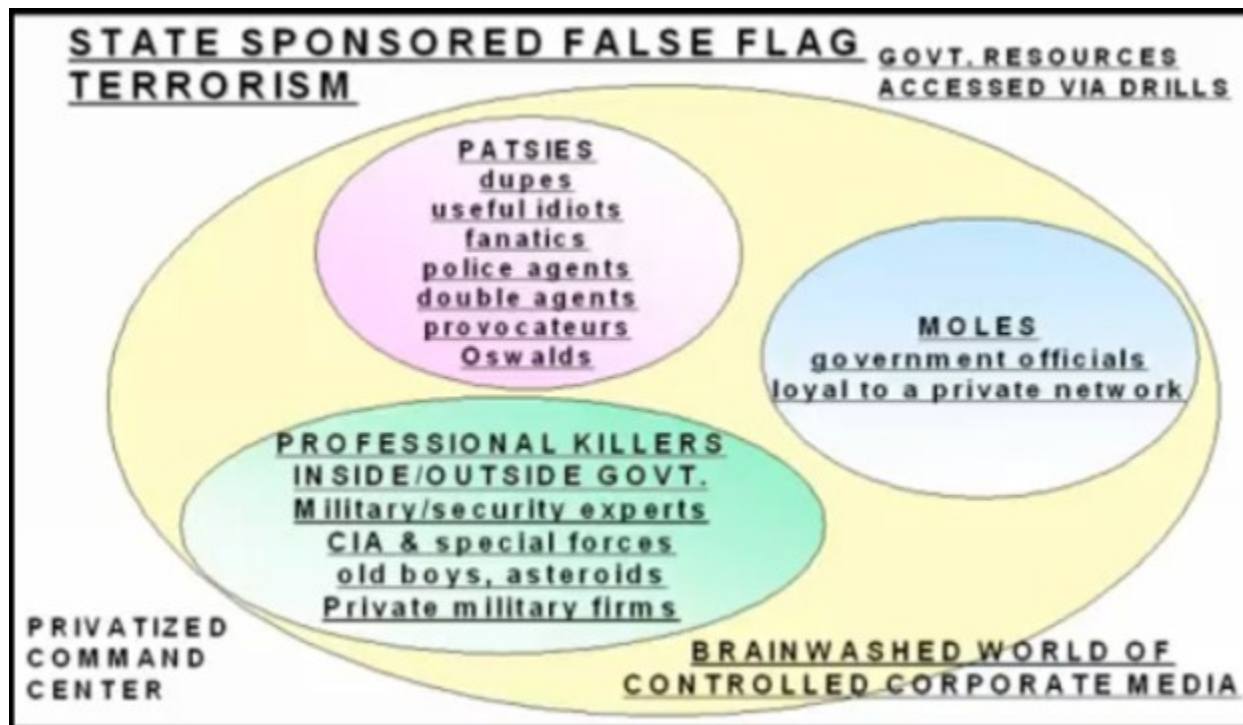 STATE SPONSORED FALSE FLAG
TERRORISM
GOVT. RESOURCES
ACCESSED VIA DRILLS
PATSIES
dupes
useful idiots
fanatics
police agents
double agents
provocateurs
Oswalds
MOLES
government officials
loyal to a private network
PROFESSIONAL KILLERS
INSIDE/OUTSIDE GOVT.
Military/security experts
CIA & special forces
old boys, asteroids
Private military firms
PRIVATIZED
COMMAND
CENTER
BRAINWASHED WORLD OF
CONTROLLED CORPORATE MEDIA